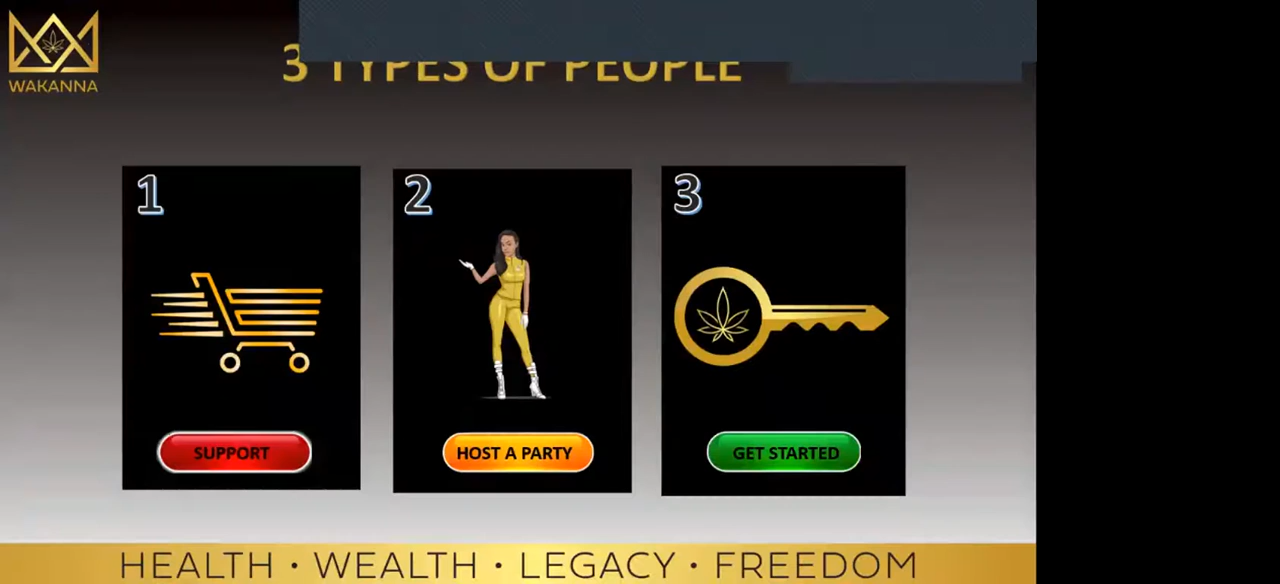 WAKANNA
3 TYPES OF PEOPLE
1
2
3
SUPPORT
HOST A PARTY
GET STARTED
HEALTH • WEALTH • LEGACY • FREEDOM